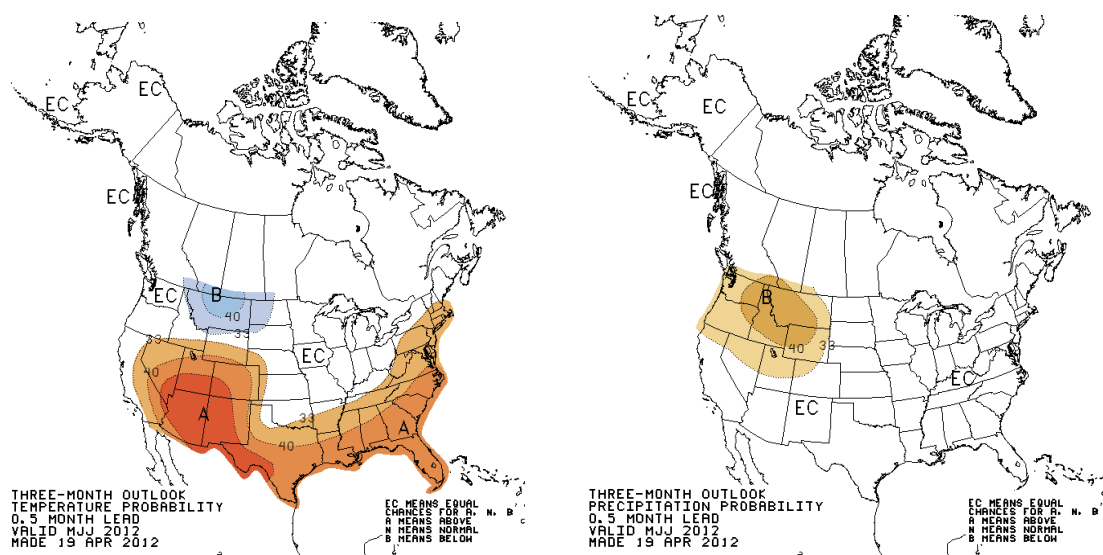 EC
EC
EC
EC
B
40
33
33
40
EC
A
33
40
A
THREE-MONTH OUTLOOK
TEMPERATURE PROBABILITY
0.5 MONTH LEAD
VALID MJJ 2012
MADE 19 APR 2012
EC MEANS EQUAL
CHANCES FOR A, N, B
A MEANS ABOVE
N MEANS NORMAL
B MEANS BELOW
EC
EC
EC
B
40
33
EC
EC
THREE-MONTH OUTLOOK
PRECIPITATION PROBABILITY
0.5 MONTH LEAD
VALID MJJ 2012
MADE 19 APR 2012
EC MEANS EQUAL
CHANCES FOR A, N, B
A MEANS ABOVE
N MEANS NORMAL
B MEANS BELOW